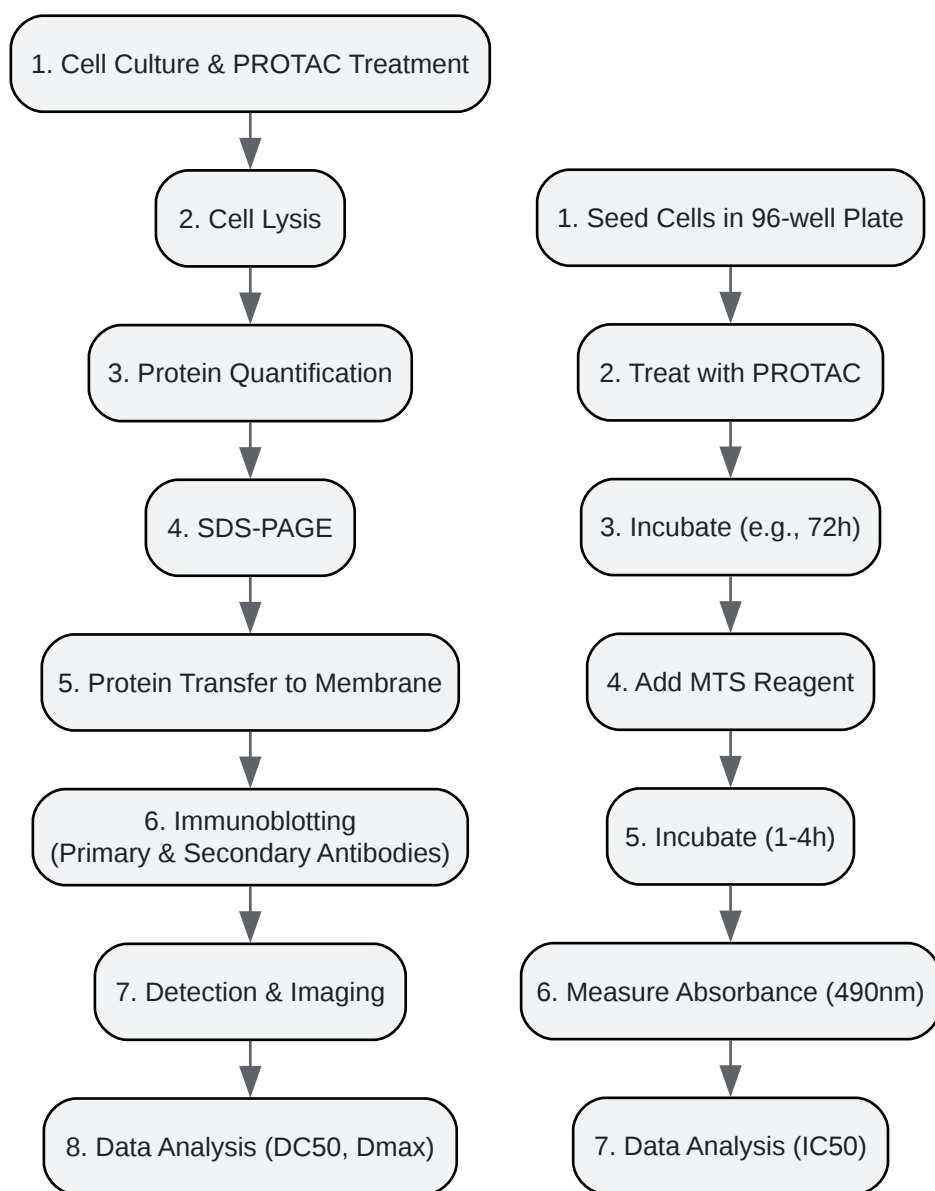 1. Cell Culture & PROTAC Treatment
2. Cell Lysis
3. Protein Quantification
4. SDS-PAGE
5. Protein Transfer to Membrane
6. Immunoblotting
(Primary & Secondary Antibodies)
7. Detection & Imaging
8. Data Analysis (DC50, Dmax)
1. Seed Cells in 96-well Plate
2. Treat with PROTAC
3. Incubate (e.g., 72h)
4. Add MTS Reagent
5. Incubate (1-4h)
6. Measure Absorbance (490nm)
7. Data Analysis (IC50)